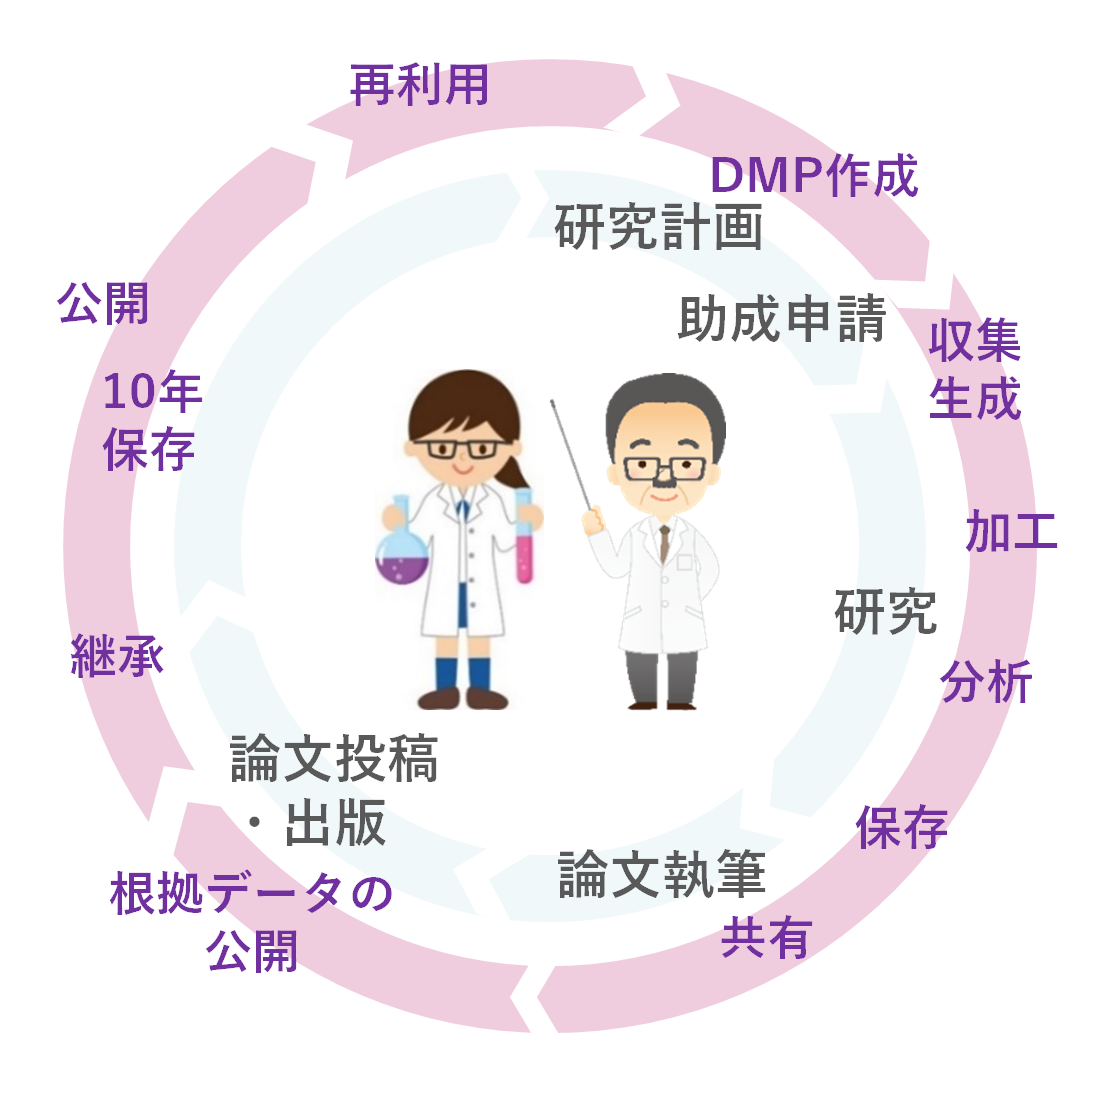 再利用
DMP作成
研究計画
助成申請
収集
生成
加工
研究
分析
保存
論文執筆
共有
論文投稿
・出版
根拠データの
公開
継承
10年
保存
公開